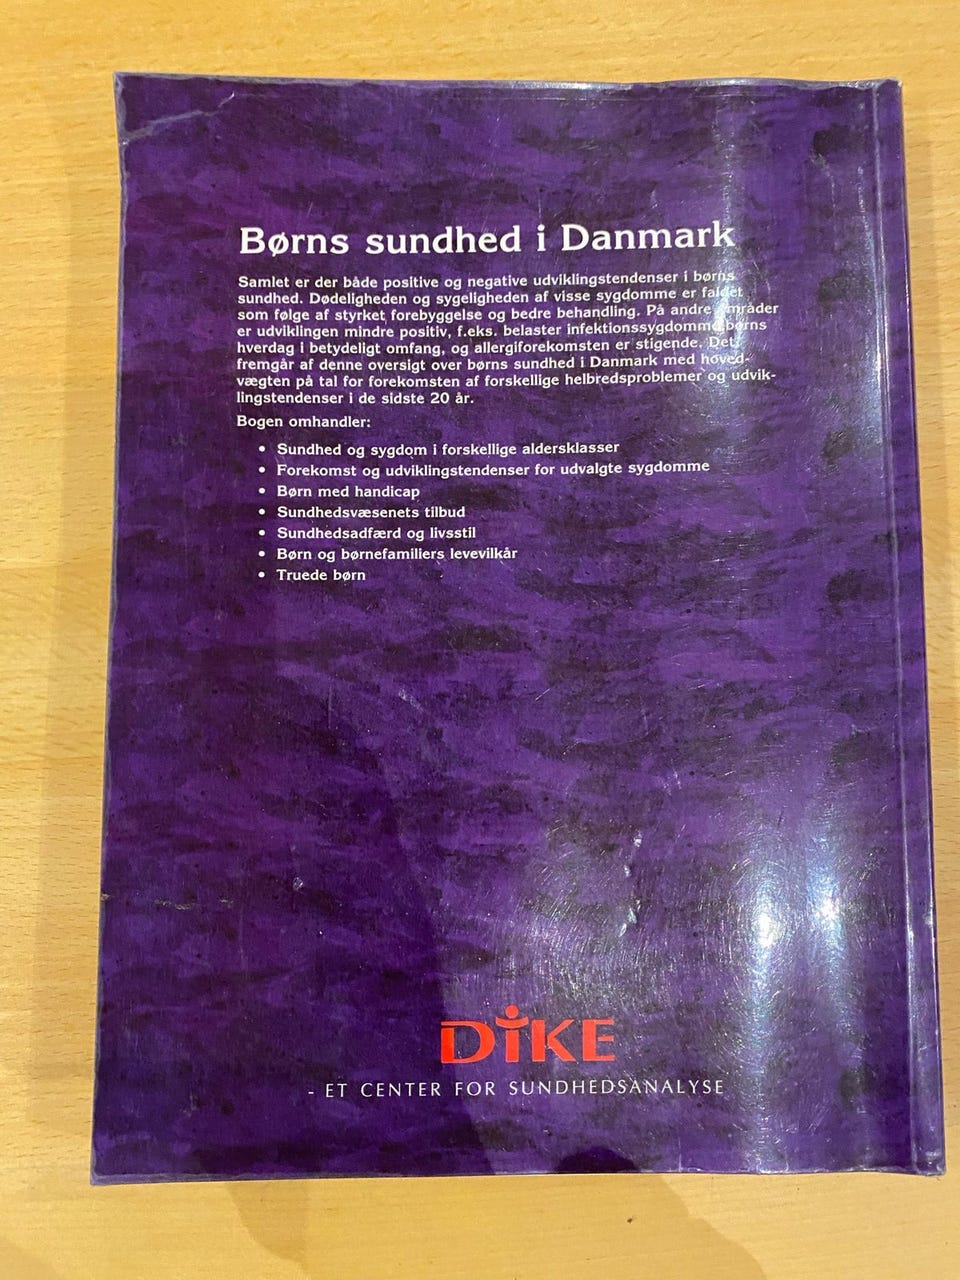 Børns sundhed i Danmark
Samlet er der både positive og negative udviklingstendenser i børns
sundhed. Dødeligheden og sygeligheden af visse sygdomme er faldet
som følge af styrket forebyggelse og bedre behandling. På andre områder
er udviklingen mindre positiv, f.eks. belaster infektionssygdomme børns
hverdag i betydeligt omfang, og allergiforekomsten er stigende. Det
fremgår af denne oversigt over børns sundhed i Danmark med hoved-
vægten på tal for forekomsten af forskellige helbredsproblemer og udvik-
lingstendenser i de sidste 20 år.
Bogen omhandler:
• Sundhed og sygdom i forskellige aldersklasser
• Forekomst og udviklingstendenser for udvalgte sygdomme
• Børn med handicap
• Sundhedsvæsenets tilbud
• Sundhedsadfærd og livsstil
• Børn og børnefamiliers levevilkår
• Truede børn
DIKE
- ET CENTER FOR SUNDHEDSANALYSE